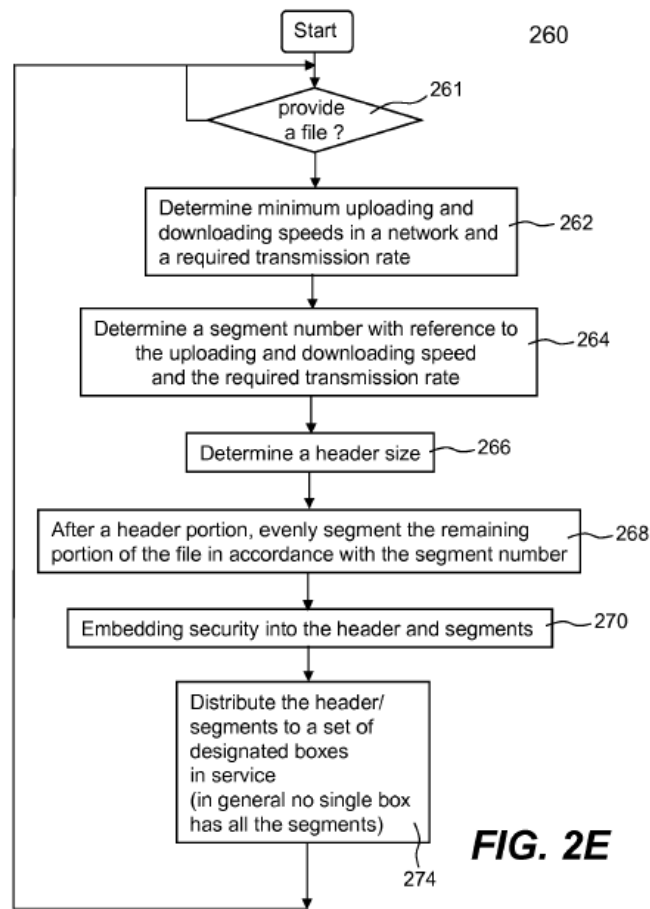 Start
260
provide
a file ?
261
Determine minimum uploading and
downloading speeds in a network and
a required transmission rate
262
Determine a segment number with reference to
the uploading and downloading speed
and the required transmission rate
264
Determine a header size
266
After a header portion, evenly segment the remaining
portion of the file in accordance with the segment number
268
Embedding security into the header and segments
270
Distribute the header/
segments to a set of
designated boxes
in service
(in general no single box
has all the segments)
274
FIG. 2E